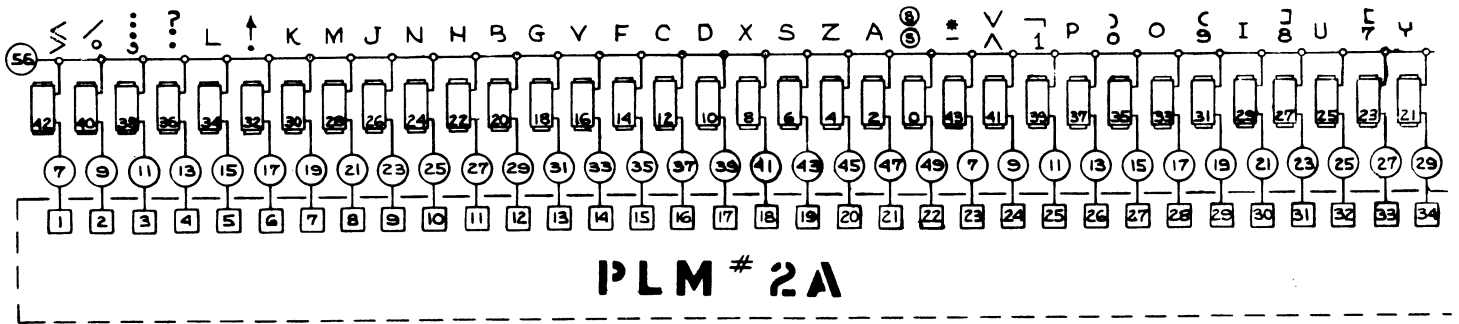 ≤ /o :; ?: L ↑. K M J N H B G V F C D X S Z A 8S *– ∨∧ ¬1 P ⊃0 O ⊂9 I ]8 U [7 Y
56
42 40 38 36 34 32 30 28 26 24 22 20 18 16 14 12 10 8 6 4 2 0 43 41 39 37 35 33 31 29 27 25 23 21
7 9 11 13 15 17 19 21 23 25 27 29 31 33 35 37 39 41 43 45 47 49 7 9 11 13 15 17 19 21 23 25 27 29
1 2 3 4 5 6 7 8 9 10 11 12 13 14 15 16 17 18 19 20 21 22 23 24 25 26 27 28 29 30 31 32 33 34
PLM # 2A